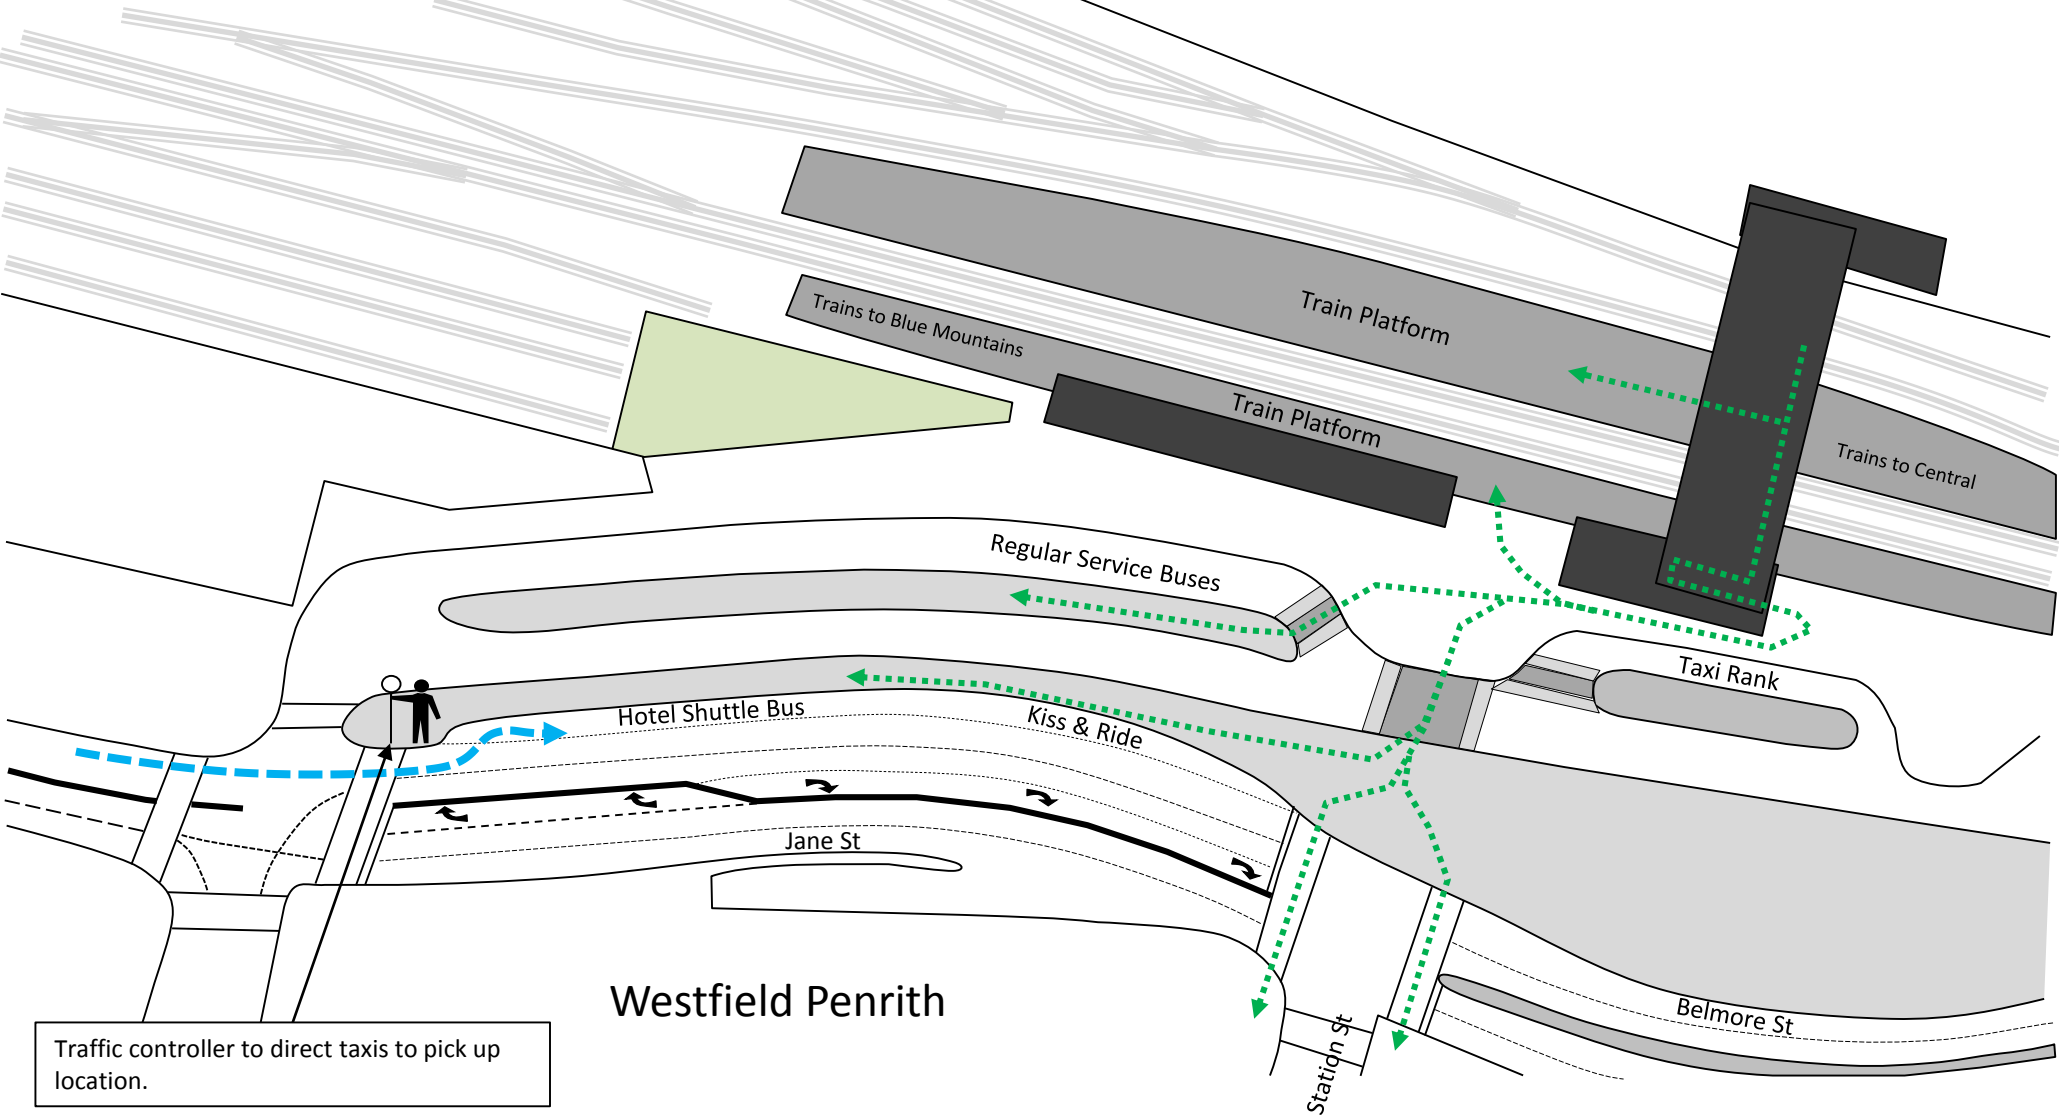 Train Platform
Trains to Blue Mountains
Train Platform
Trains to Central
Regular Service Buses
Taxi Rank
Hotel Shuttle Bus
Kiss & Ride
Jane St
Westfield Penrith
Belmore St
Station St
Traffic controller to direct taxis to pick up
location.